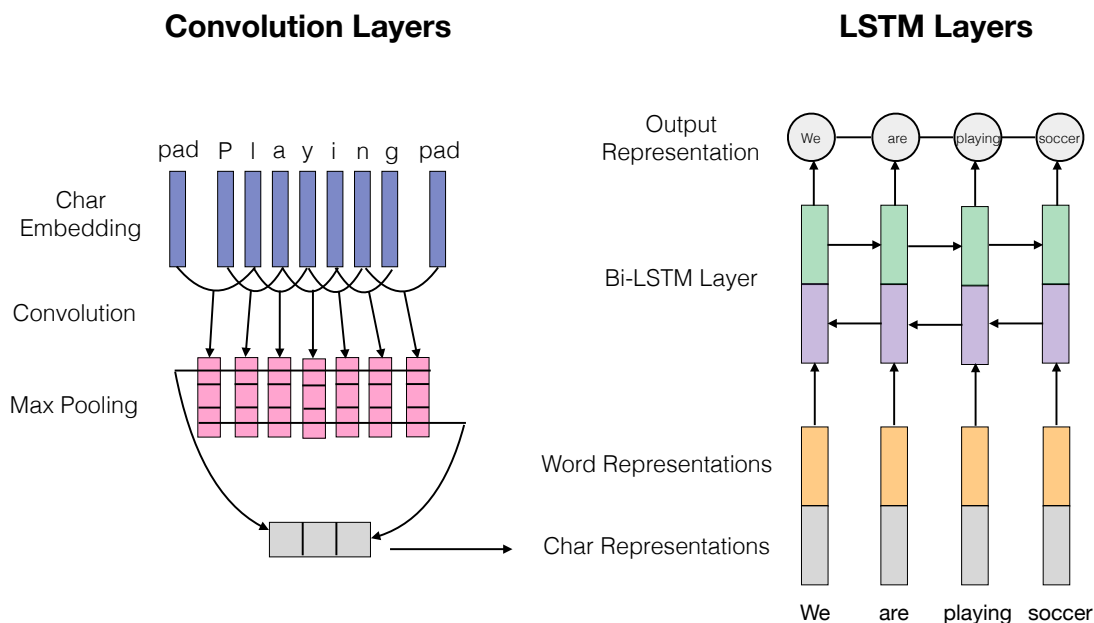 Convolution Layers
LSTM Layers
pad P l a y i n g pad
Char
Embedding
Convolution
Max Pooling
Output
Representation
We are playing soccer
Bi-LSTM Layer
Word Representations
Char Representations
We are playing soccer